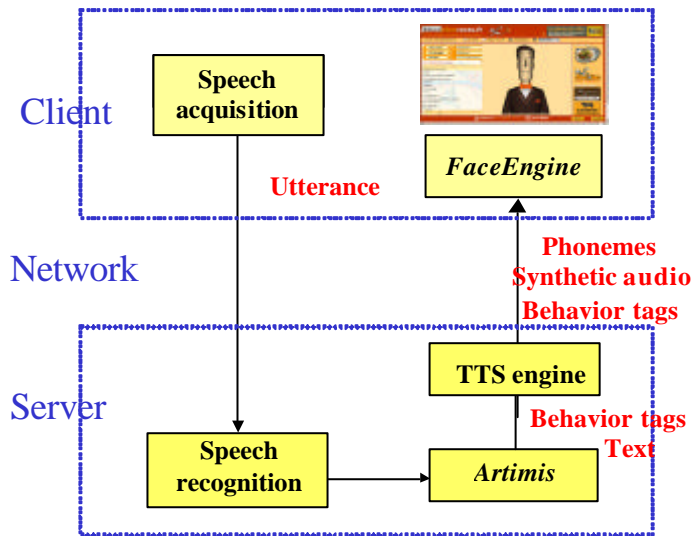 Client
Speech
acquisition
FaceEngine
Utterance
Network
Phonemes
Synthetic audio
Behavior tags
Server
TTS engine
Behavior tags
Text
Speech
recognition
Artimis